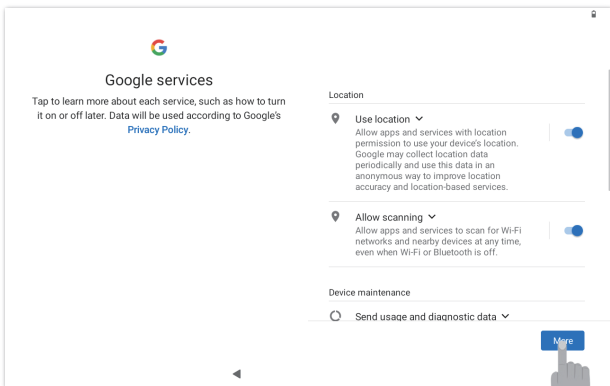 Google services
Tap to learn more about each service, such as how to turn
it on or off later. Data will be used according to Google's
Privacy Policy.
Location
Use location
Allow apps and services with location
permission to use your device's location.
Google may collect location data
periodically and use this data in an
anonymous way to improve location
accuracy and location-based services.
Allow scanning
Allow apps and services to scan for Wi-Fi
networks and nearby devices at any time,
even when Wi-Fi or Bluetooth is off.
Device maintenance
Send usage and diagnostic data
More